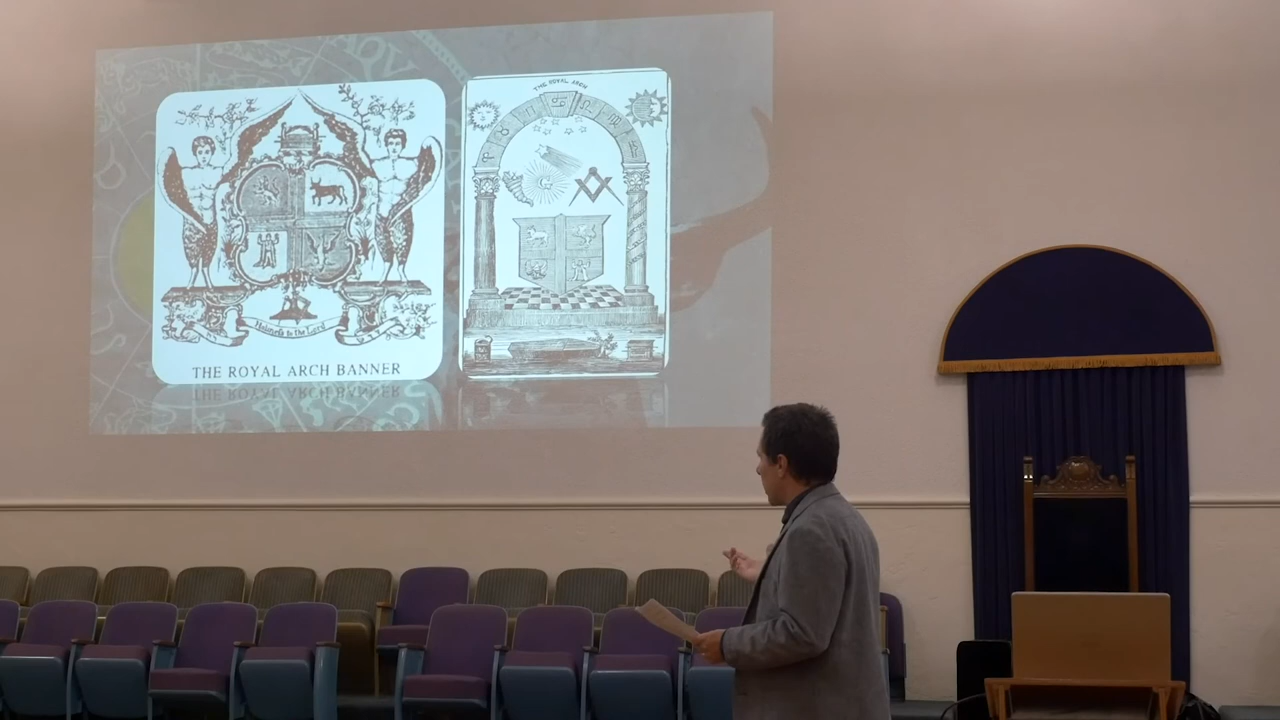 Holiness to the Lord
THE ROYAL ARCH BANNER
THE ROYAL ARCH